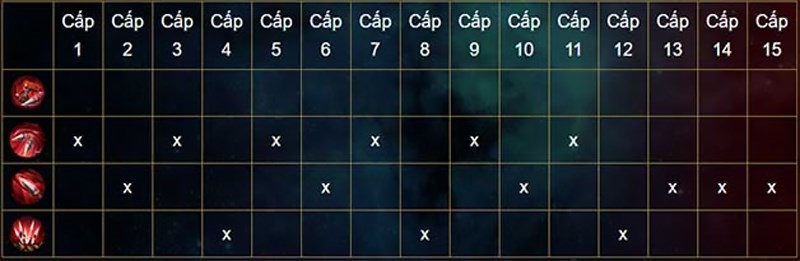 Cấp Cấp Cấp Cấp Cấp Cấp Cấp Cấp Cấp Cấp Cấp Cấp Cấp Cấp Cấp
1 2 3 4 5 6 7 8 9 10 11 12 13 14 15
x x x x x x
x x x x x x
x x x